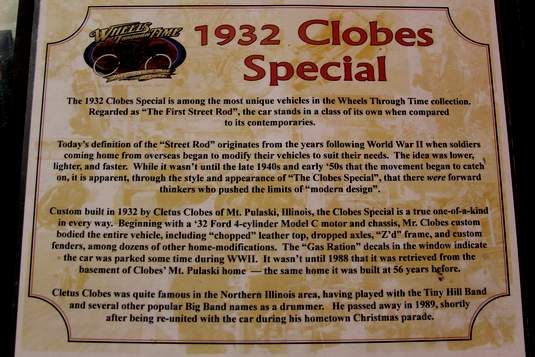 WHEELS THROUGH TIME
1932 Clobes
Special
The 1932 Clobes Special is among the most unique vehicles in the Wheels Through Time collection.
Regarded as “The First Street Rod”, the car stands in a class of its own when compared
to its contemporaries.
Today’s definition of the “Street Rod” originates from the years following World War II when soldiers
coming home from overseas began to modify their vehicles to suit their needs. The idea was lower,
lighter, and faster. While it wasn’t until the late 1940s and early ‘50s that the movement began to catch
on, it is apparent, through the style and appearance of “The Clobes Special”, that there were forward
thinkers who pushed the limits of “modern design”.
Custom built in 1932 by Cletus Clobes of Mt. Pulaski, Illinois, the Clobes Special is a true one-of-a-kind
in every way. Beginning with a ‘32 Ford 4-cylinder Model C motor and chassis, Mr. Clobes custom
bodied the entire vehicle, including “chopped” leather top, dropped axles, “Z’d” frame, and custom
fenders, among dozens of other home-modifications. The “Gas Ration” decals in the window indicate
the car was parked some time during WWII. It wasn’t until 1988 that it was retrieved from the
basement of Clobes’ Mt. Pulaski home — the same home it was built at 56 years before.
Cletus Clobes was quite famous in the Northern Illinois area, having played with the Tiny Hill Band
and several other popular Big Band names as a drummer. He passed away in 1989, shortly
after being re-united with the car during his hometown Christmas parade.